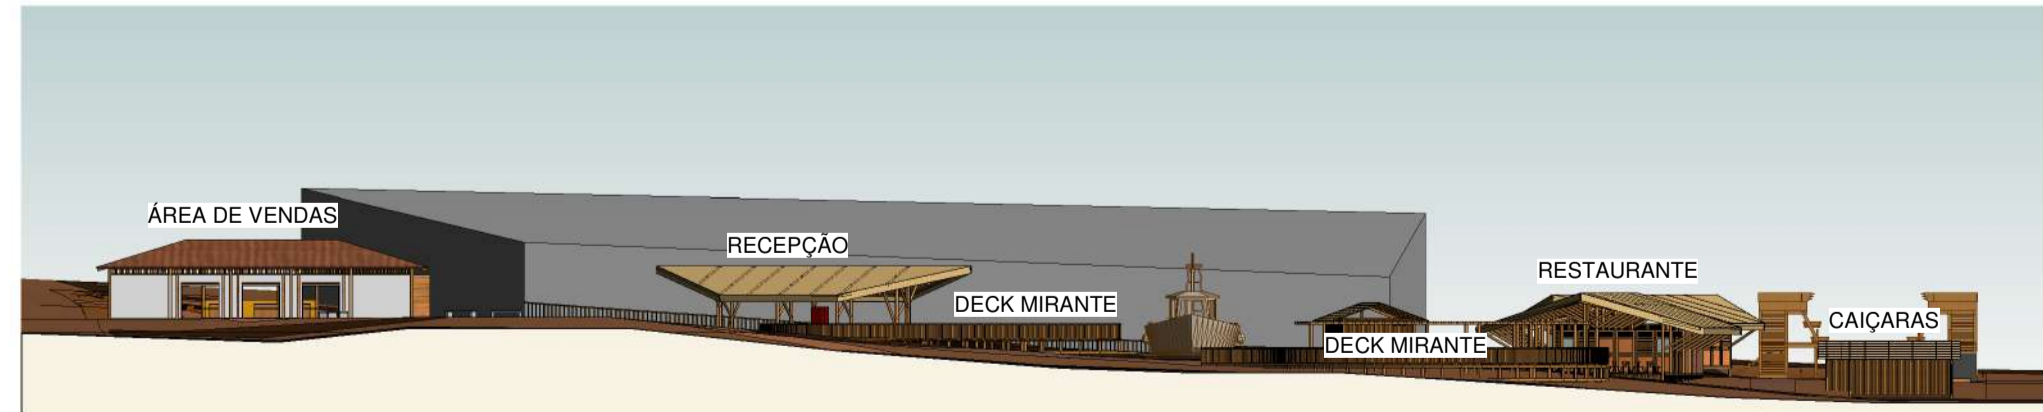 ÁREA DE VENDAS
RECEPÇÃO
DECK MIRANTE
DECK MIRANTE
RESTAURANTE
CAIÇARAS